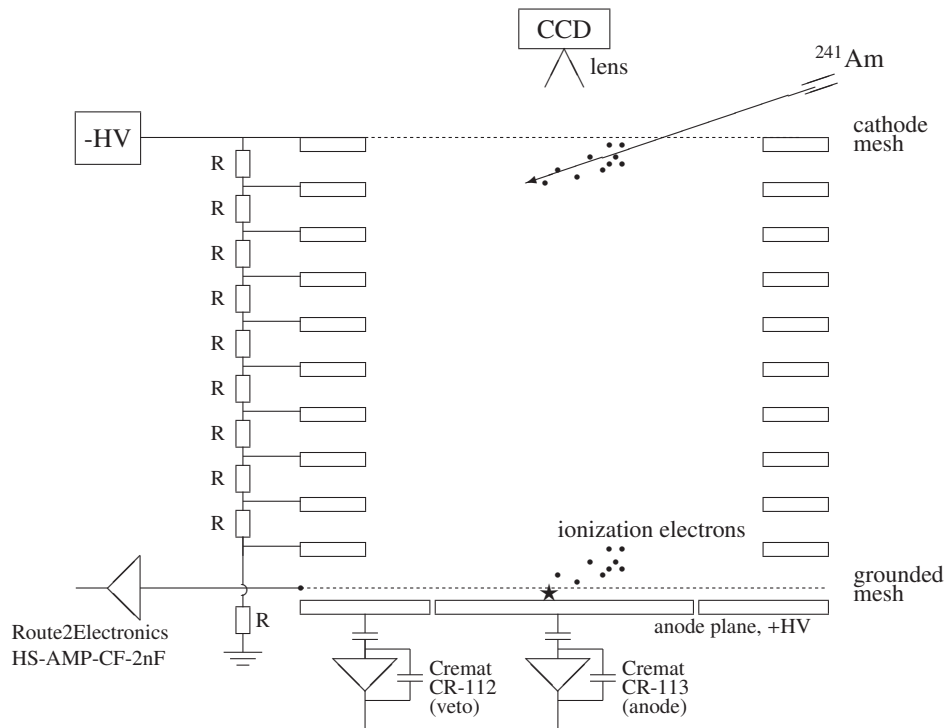 CCD
lens
²⁴¹Am
-HV
cathode
mesh
R
R
R
R
R
R
R
R
R
ionization electrons
grounded
mesh
R
anode plane, +HV
Route2Electronics
HS-AMP-CF-2nF
Cremat
CR-112
(veto)
Cremat
CR-113
(anode)